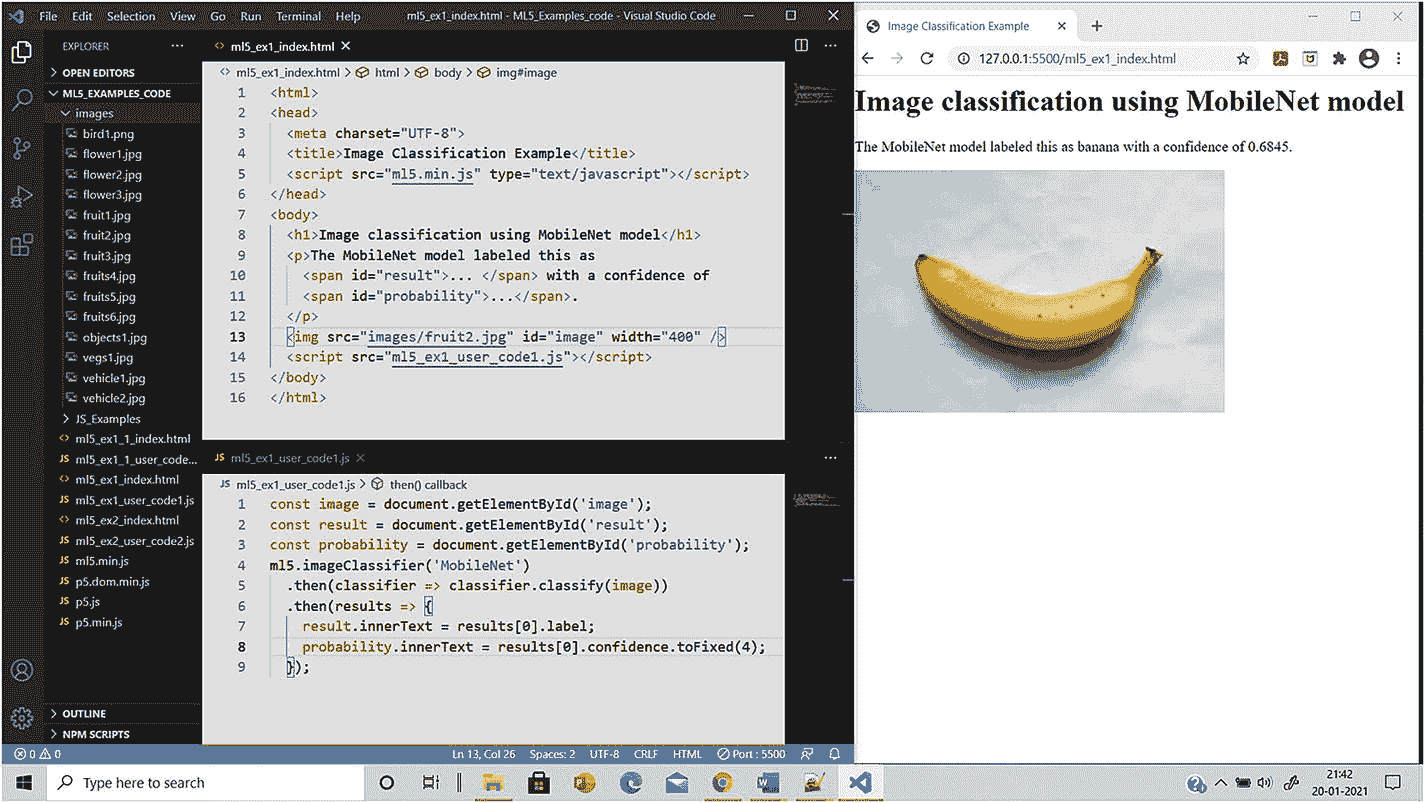 File Edit Selection View Go Run Terminal Help ml5_ex1_index.html - ML5_Examples_code - Visual Studio Code
EXPLORER
OPEN EDITORS
ML5_EXAMPLES_CODE
images
bird1.png
flower1.jpg
flower2.jpg
flower3.jpg
fruit1.jpg
fruit2.jpg
fruit3.jpg
fruits4.jpg
fruits5.jpg
fruits6.jpg
objects1.jpg
vegs1.jpg
vehicle1.jpg
vehicle2.jpg
JS_Examples
ml5_ex1_1_index.html
JS ml5_ex1_1_user_code...
ml5_ex1_index.html
JS ml5_ex1_user_code1.js
ml5_ex2_index.html
JS ml5_ex2_user_code2.js
JS ml5.min.js
JS p5.dom.min.js
JS p5.js
JS p5.min.js
OUTLINE
NPM SCRIPTS
ml5_ex1_index.html
ml5_ex1_index.html > html > body > img#image
1 <html>
2 <head>
3 <meta charset="UTF-8">
4 <title>Image Classification Example</title>
5 <script src="ml5.min.js" type="text/javascript"></script>
6 </head>
7 <body>
8 <h1>Image classification using MobileNet model</h1>
9 <p>The MobileNet model labeled this as
10 <span id="result">... </span> with a confidence of
11 <span id="probability">...</span>.
12 </p>
13 <img src="images/fruit2.jpg" id="image" width="400" />
14 <script src="ml5_ex1_user_code1.js"></script>
15 </body>
16 </html>
JS ml5_ex1_user_code1.js
JS ml5_ex1_user_code1.js > then() callback
1 const image = document.getElementById('image');
2 const result = document.getElementById('result');
3 const probability = document.getElementById('probability');
4 ml5.imageClassifier('MobileNet')
5 .then(classifier => classifier.classify(image))
6 .then(results => {
7 result.innerText = results[0].label;
8 probability.innerText = results[0].confidence.toFixed(4);
9 });
0 0 Ln 13, Col 26 Spaces: 2 UTF-8 CRLF HTML Port : 5500
Image Classification Example
127.0.0.1:5500/ml5_ex1_index.html
Image classification using MobileNet model
The MobileNet model labeled this as banana with a confidence of 0.6845.
Type here to search
21:42
20-01-2021